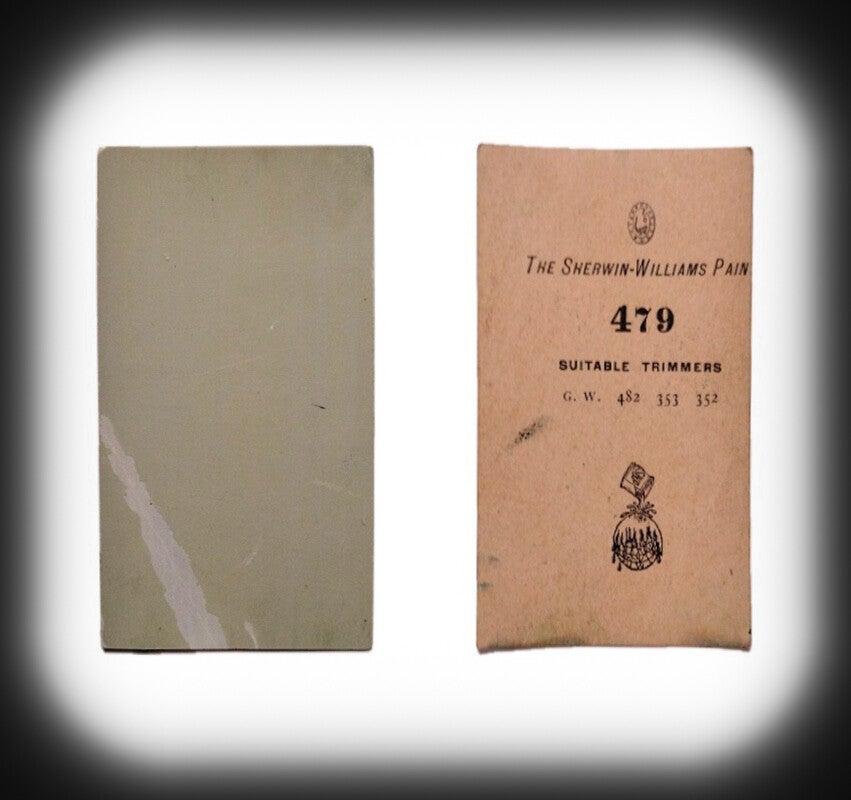 THE SHERWIN-WILLIAMS PAIN
479
SUITABLE TRIMMERS
G. W. 482 353 352